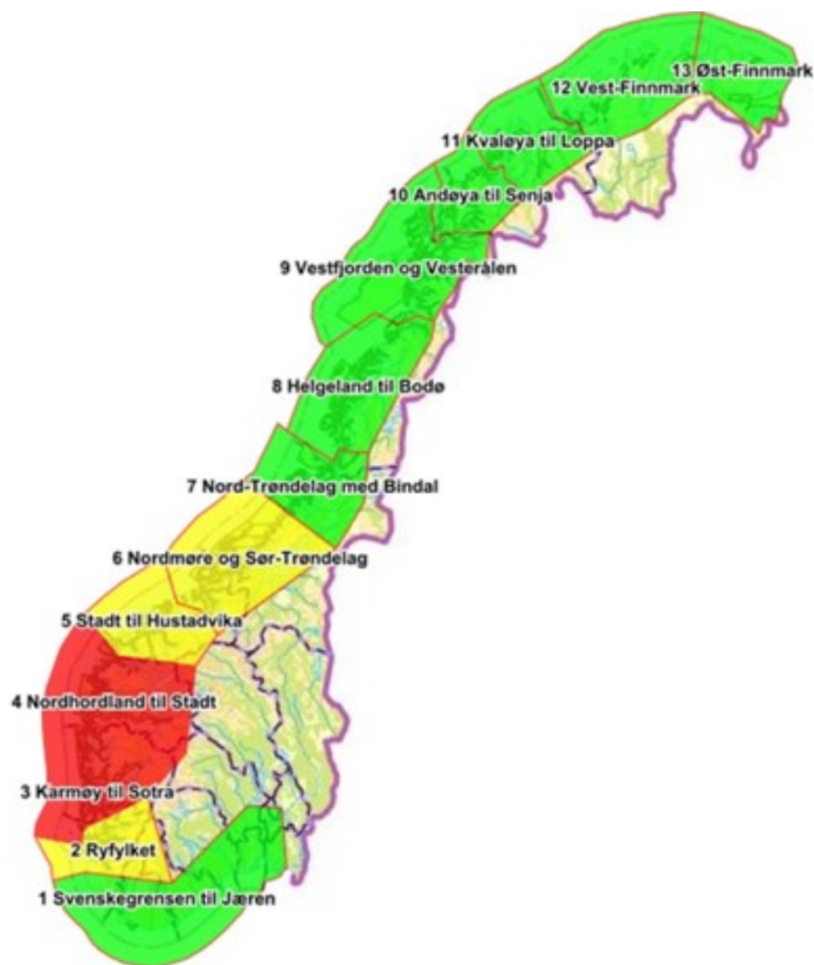 13 Øst-Finnmark
12 Vest-Finnmark
11 Kvaløya til Loppa
10 Andøya til Senja
9 Vestfjorden og Vesterålen
8 Helgeland til Bodø
7 Nord-Trøndelag med Bindal
6 Nordmøre og Sør-Trøndelag
5 Stadt til Hustadvika
4 Nordhordland til Stadt
3 Karmøy til Sotra
2 Ryfylket
1 Svenskegrensen til Jæren